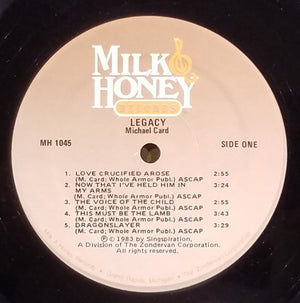 MILK &
HONEY
RECORDS
LEGACY
Michael Card
MH 1045
SIDE ONE
1. LOVE CRUCIFIED AROSE 2:55
(M. Card; Whole Armor Publ.) ASCAP
2. NOW THAT I'VE HELD HIM IN 3:24
MY ARMS
(M. Card; Whole Armor Publ.) ASCAP
3. THE VOICE OF THE CHILD 2:55
(M. Card; Whole Armor Publ.) ASCAP
4. THIS MUST BE THE LAMB 3:43
(M. Card; Whole Armor Publ.) ASCAP
5. DRAGONSLAYER 3:29
(M. Card; Whole Armor Publ.) ASCAP
© ℗ 1983 by Singspiration,
A Division of The Zondervan Corporation.
All rights reserved.